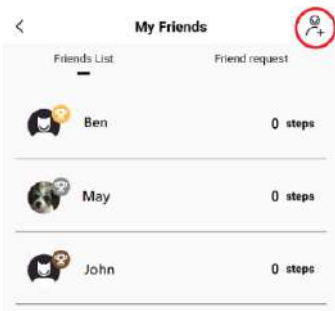 My Friends
Friends List Friend request
Ben 0 steps
May 0 steps
John 0 steps